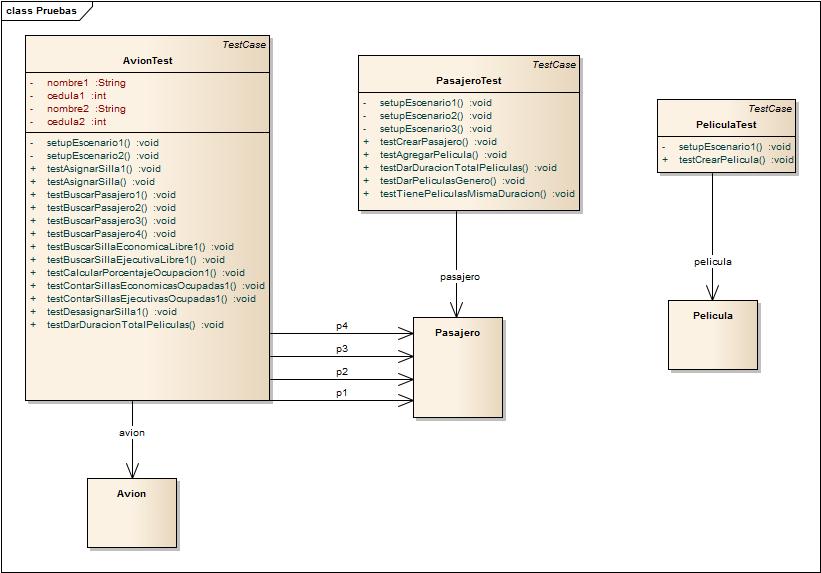 class Pruebas
TestCase
AvionTest
- nombre1 :String
- cedula1 :int
- nombre2 :String
- cedula2 :int
- setupEscenario1() :void
- setupEscenario2() :void
+ testAsignarSilla1() :void
+ testAsignarSilla() :void
+ testBuscarPasajero1() :void
+ testBuscarPasajero2() :void
+ testBuscarPasajero3() :void
+ testBuscarPasajero4() :void
+ testBuscarSillaEconomicaLibre1() :void
+ testBuscarSillaEjecutivaLibre1() :void
+ testCalcularPorcentajeOcupacion1() :void
+ testContarSillasEconomicasOcupadas1() :void
+ testContarSillasEjecutivasOcupadas1() :void
+ testDesasignarSilla1() :void
+ testDarDuracionTotalPeliculas() :void
TestCase
PasajeroTest
- setupEscenario1() :void
- setupEscenario2() :void
- setupEscenario3() :void
+ testCrearPasajero() :void
+ testAgregarPelicula() :void
+ testDarDuracionTotalPeliculas() :void
+ testDarPeliculasGenero() :void
+ testTienePeliculasMismaDuracion() :void
TestCase
PeliculaTest
- setupEscenario1() :void
+ testCrearPelicula() :void
pelicula
pasajero
Pelicula
p4
p3
p2
p1
Pasajero
avion
Avion